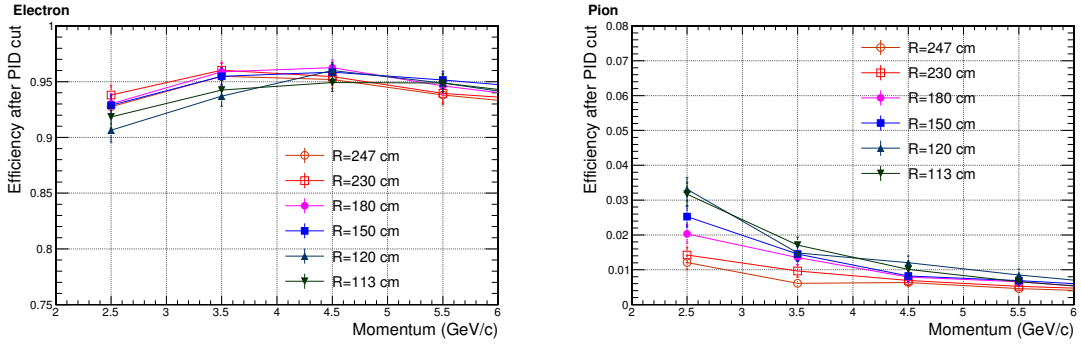 Electron
Efficiency after PID cut
1
0.95
0.9
0.85
0.8
0.75
2 2.5 3 3.5 4 4.5 5 5.5 6
Momentum (GeV/c)
R=247 cm
R=230 cm
R=180 cm
R=150 cm
R=120 cm
R=113 cm
Pion
Efficiency after PID cut
0.08
0.07
0.06
0.05
0.04
0.03
0.02
0.01
0
2 2.5 3 3.5 4 4.5 5 5.5 6
Momentum (GeV/c)
R=247 cm
R=230 cm
R=180 cm
R=150 cm
R=120 cm
R=113 cm